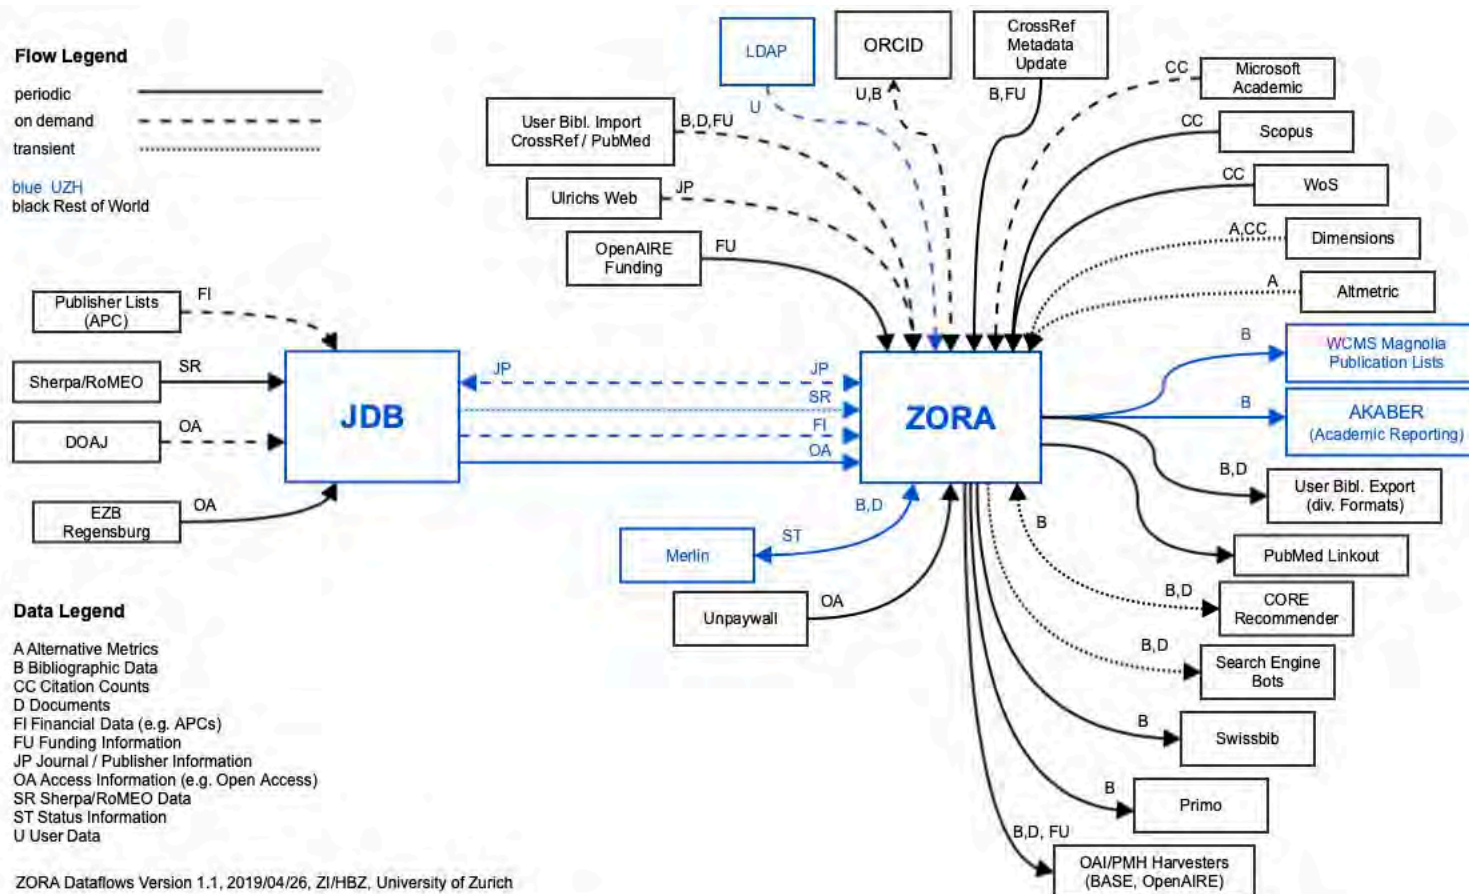 Flow Legend
periodic
on demand
transient
blue UZH
black Rest of World
LDAP
U
ORCID
U,B
CrossRef
Metadata
Update
B,FU
CC
Microsoft
Academic
CC
Scopus
CC
WoS
A,CC
Dimensions
A
Altmetric
User Bibl. Import
CrossRef / PubMed
B,D,FU
Ulrichs Web
JP
OpenAIRE
Funding
FU
Publisher Lists
(APC)
FI
Sherpa/RoMEO
SR
DOAJ
OA
EZB
Regensburg
OA
JDB
JP
JP
SR
FI
OA
ZORA
B
WCMS Magnolia
Publication Lists
B
AKABER
(Academic Reporting)
B,D
User Bibl. Export
(div. Formats)
PubMed Linkout
B
B,D
CORE
Recommender
B,D
Search Engine
Bots
B
Swissbib
B
Primo
B,D, FU
OAI/PMH Harvesters
(BASE, OpenAIRE)
B,D
ST
Merlin
Unpaywall
OA
Data Legend
A Alternative Metrics
B Bibliographic Data
CC Citation Counts
D Documents
FI Financial Data (e.g. APCs)
FU Funding Information
JP Journal / Publisher Information
OA Access Information (e.g. Open Access)
SR Sherpa/RoMEO Data
ST Status Information
U User Data
ZORA Dataflows Version 1.1, 2019/04/26, ZI/HBZ, University of Zurich